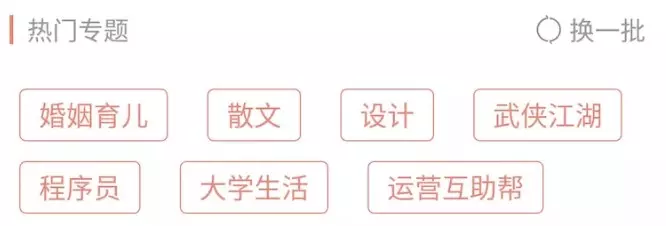 热门专题 换一批
婚姻育儿 散文 设计 武侠江湖
程序员 大学生活 运营互助帮